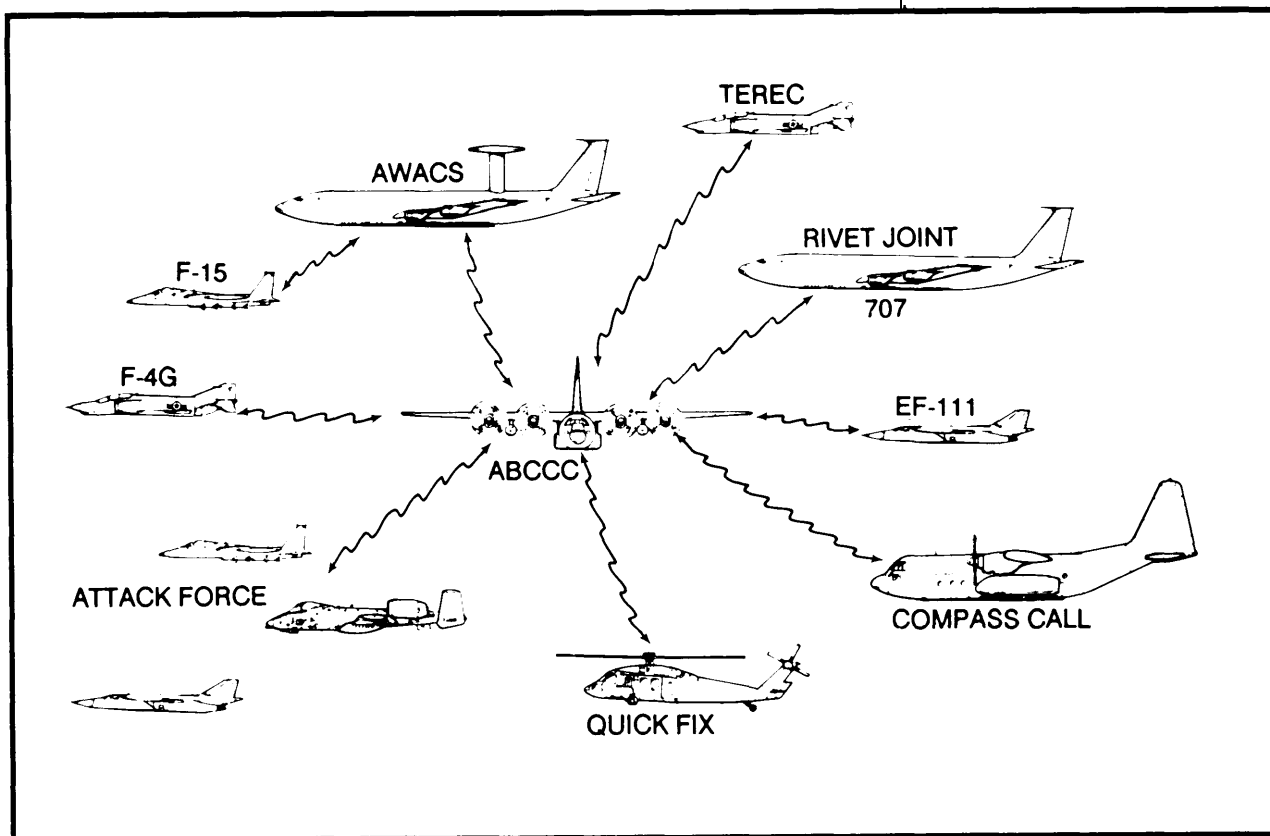 TEREC
AWACS
RIVET JOINT
F-15
707
F-4G
EF-111
ABCCC
ATTACK FORCE
COMPASS CALL
QUICK FIX